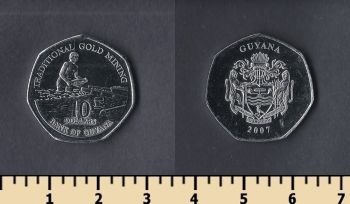 TRADITIONAL GOLD MINING
10
DOLLARS
BANK OF GUYANA
GUYANA
2007
1 2 3 4 5 6 7